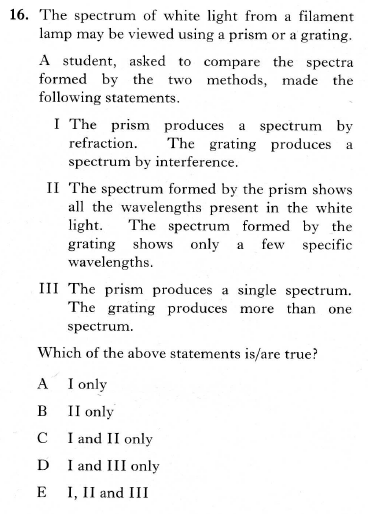 16. The spectrum of white light from a filament
lamp may be viewed using a prism or a grating.
A student, asked to compare the spectra
formed by the two methods, made the
following statements.
I The prism produces a spectrum by
refraction. The grating produces a
spectrum by interference.
II The spectrum formed by the prism shows
all the wavelengths present in the white
light. The spectrum formed by the
grating shows only a few specific
wavelengths.
III The prism produces a single spectrum.
The grating produces more than one
spectrum.
Which of the above statements is/are true?
A I only
B II only
C I and II only
D I and III only
E I, II and III